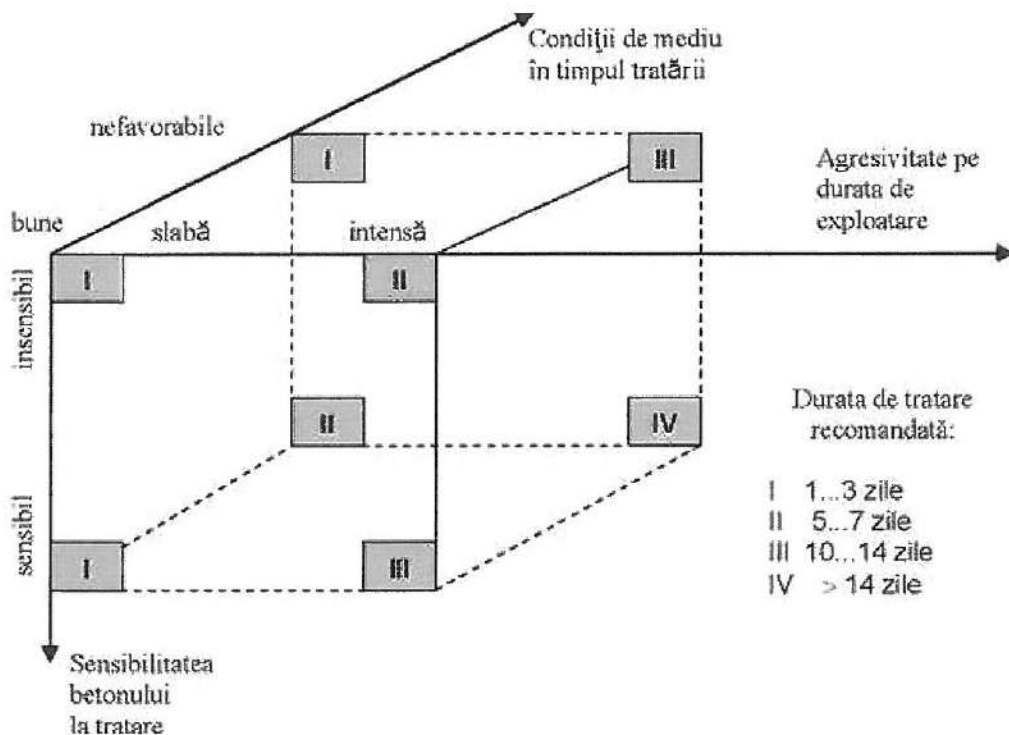 Condiţii de mediu
în timpul tratării
nefavorabile
I
III
Agresivitate pe
durata de
exploatare
bune
slabă
intensă
I
II
insensibil
II
IV
Durata de tratare
recomandată:
I 1...3 zile
II 5...7 zile
III 10...14 zile
IV > 14 zile
sensibil
I
III
Sensibilitatea
betonului
la tratare